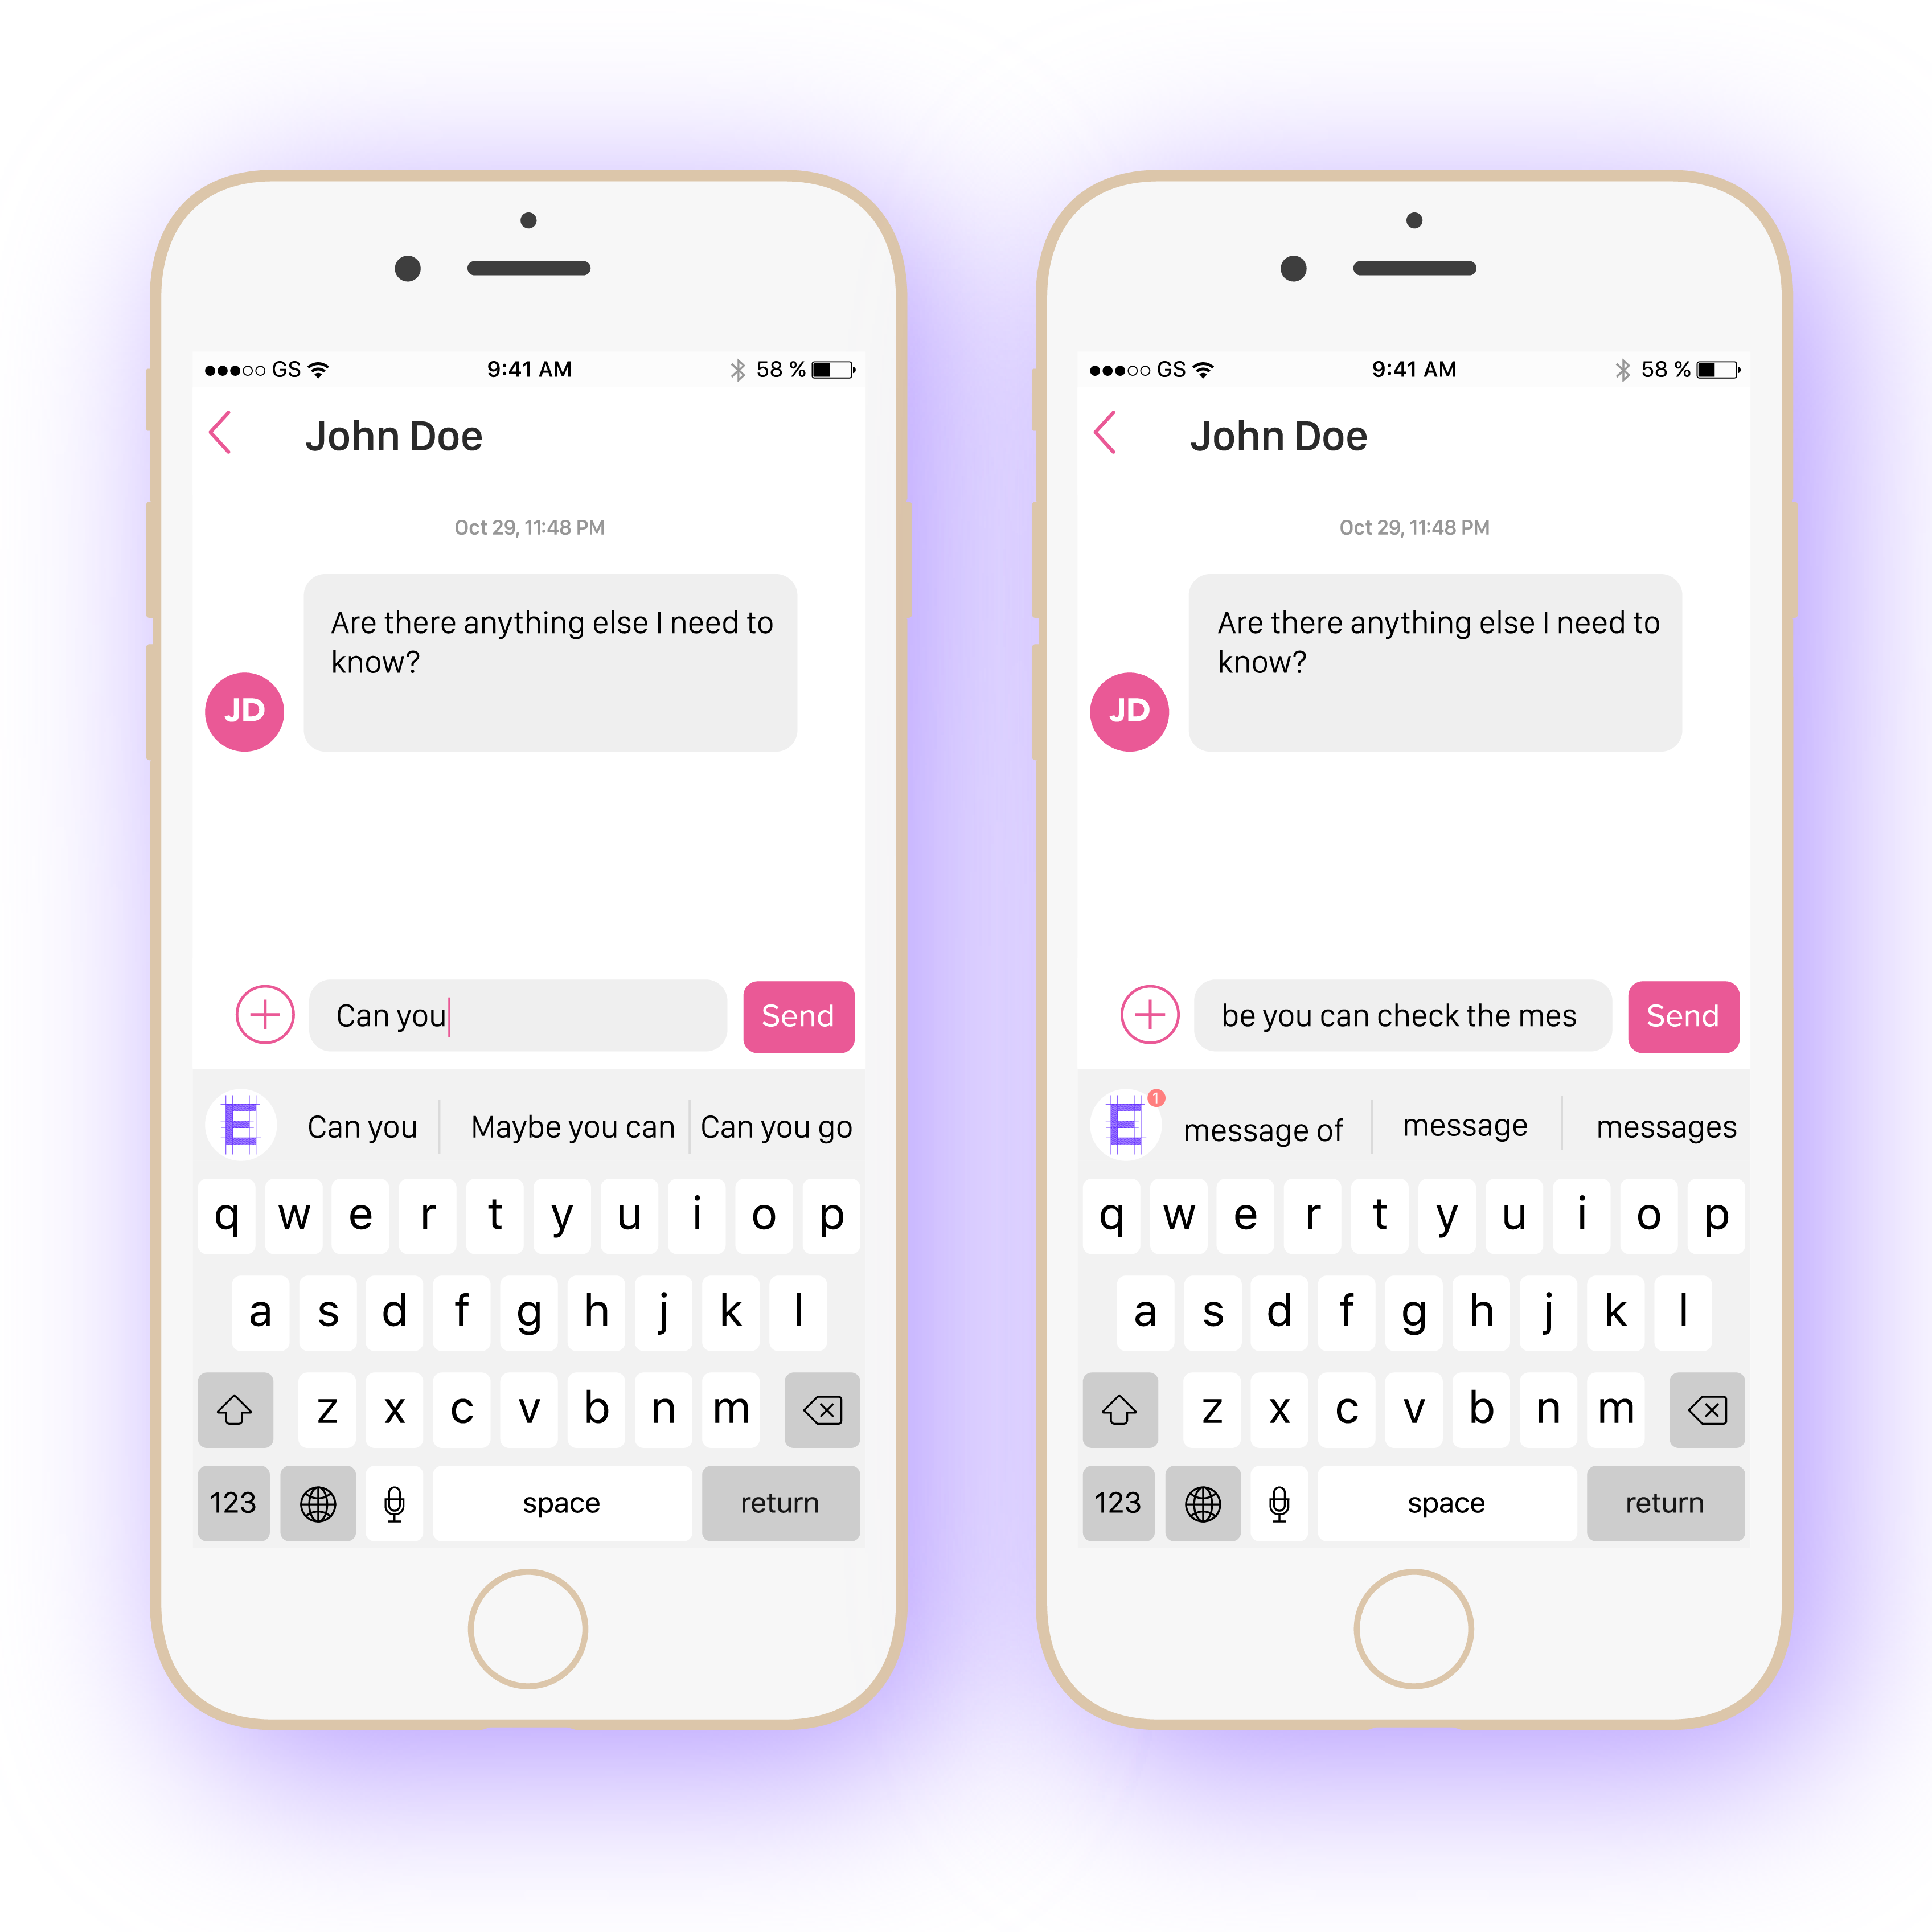 GS 9:41 AM 58 %
John Doe
Oct 29, 11:48 PM
Are there anything else I need to
know?
JD
Can you
Send
E Can you Maybe you can Can you go
q w e r t y u i o p
a s d f g h j k l
z x c v b n m
123 space return
GS 9:41 AM 58 %
John Doe
Oct 29, 11:48 PM
Are there anything else I need to
know?
JD
be you can check the mes
Send
E 1 message of message messages
q w e r t y u i o p
a s d f g h j k l
z x c v b n m
123 space return